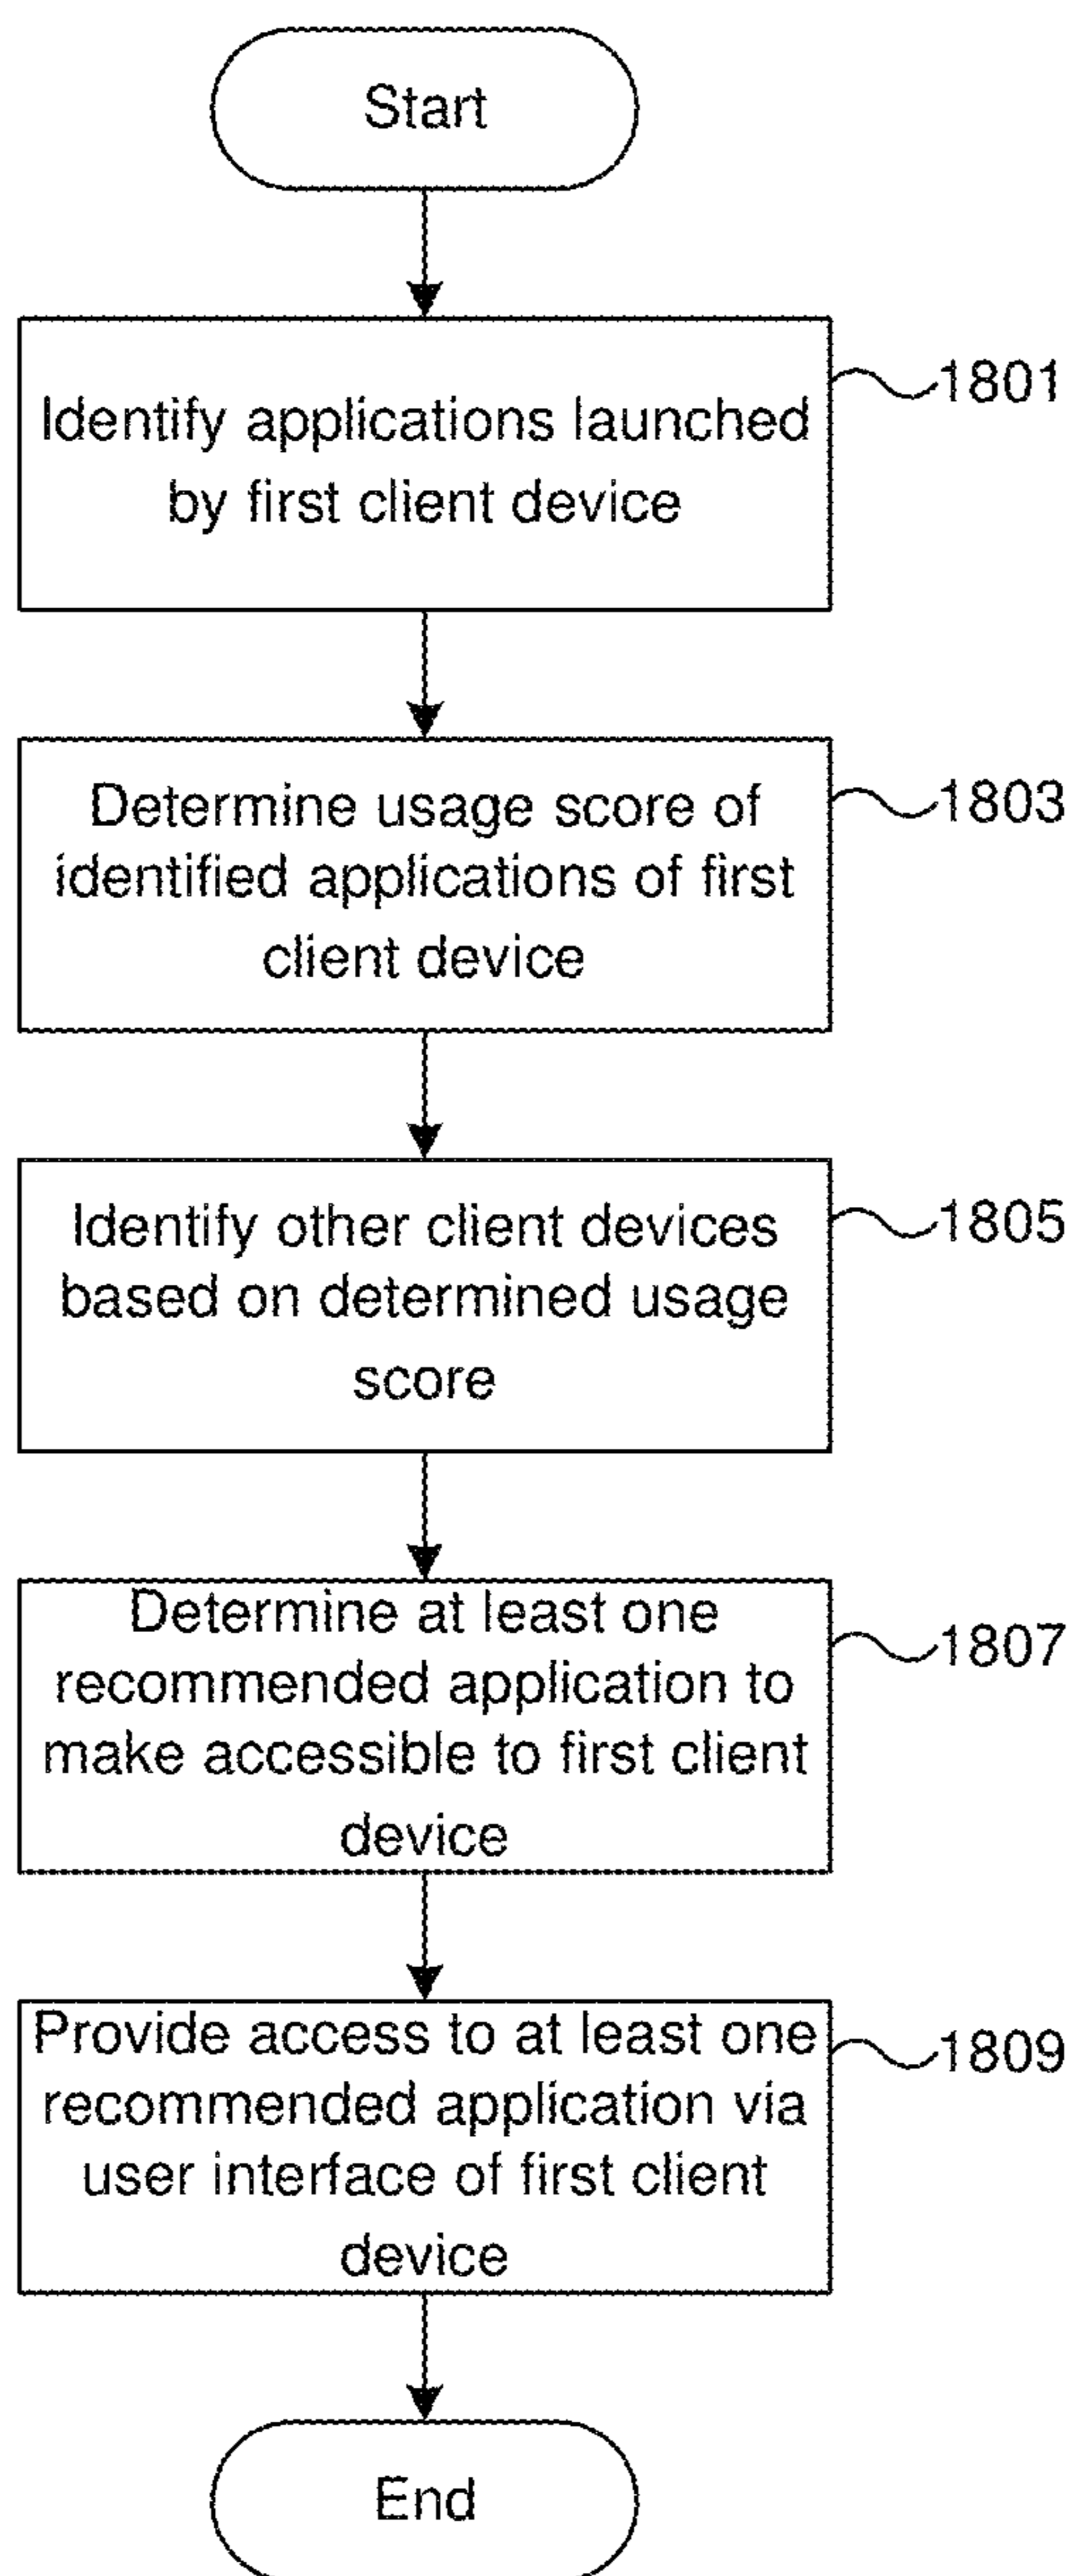 Start
Identify applications launched
by first client device
1801
Determine usage score of
identified applications of first
client device
1803
Identify other client devices
based on determined usage
score
1805
Determine at least one
recommended application to
make accessible to first client
device
1807
Provide access to at least one
recommended application via
user interface of first client
device
1809
End